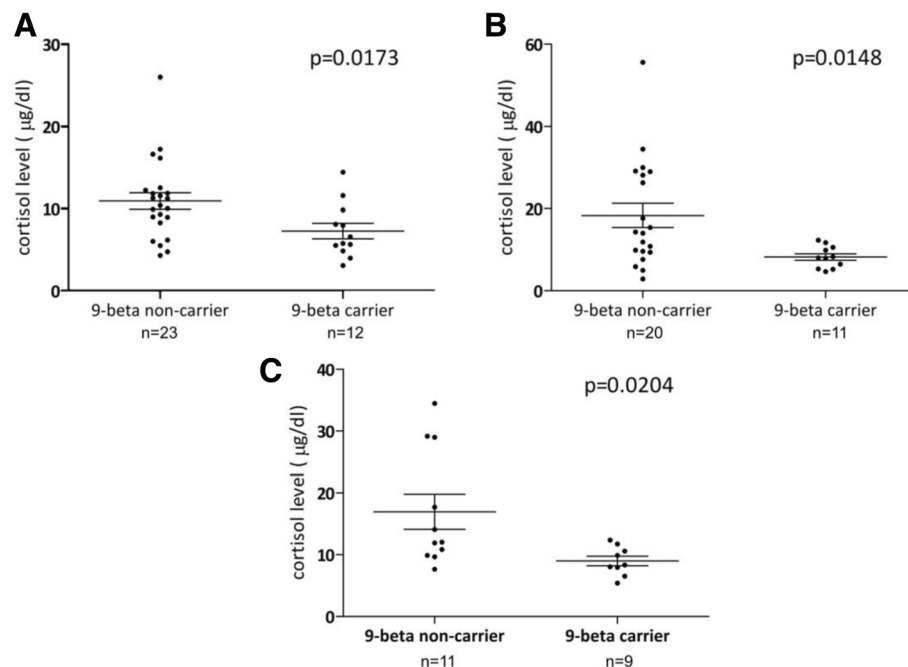 A
cortisol level ( µg/dl)
30
20
10
0
p=0.0173
9-beta non-carrier
n=23
9-beta carrier
n=12
B
cortisol level ( µg/dl)
60
40
20
0
p=0.0148
9-beta non-carrier
n=20
9-beta carrier
n=11
C
cortisol level ( µg/dl)
40
30
20
10
0
p=0.0204
9-beta non-carrier
n=11
9-beta carrier
n=9